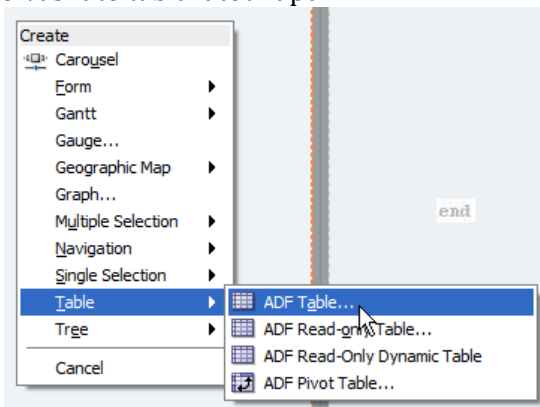 Create
Carousel
Form
Gantt
Gauge...
Geographic Map
Graph...
Multiple Selection
Navigation
Single Selection
Table
Tree
Cancel
end
ADF Table...
ADF Read-only Table...
ADF Read-Only Dynamic Table
ADF Pivot Table...